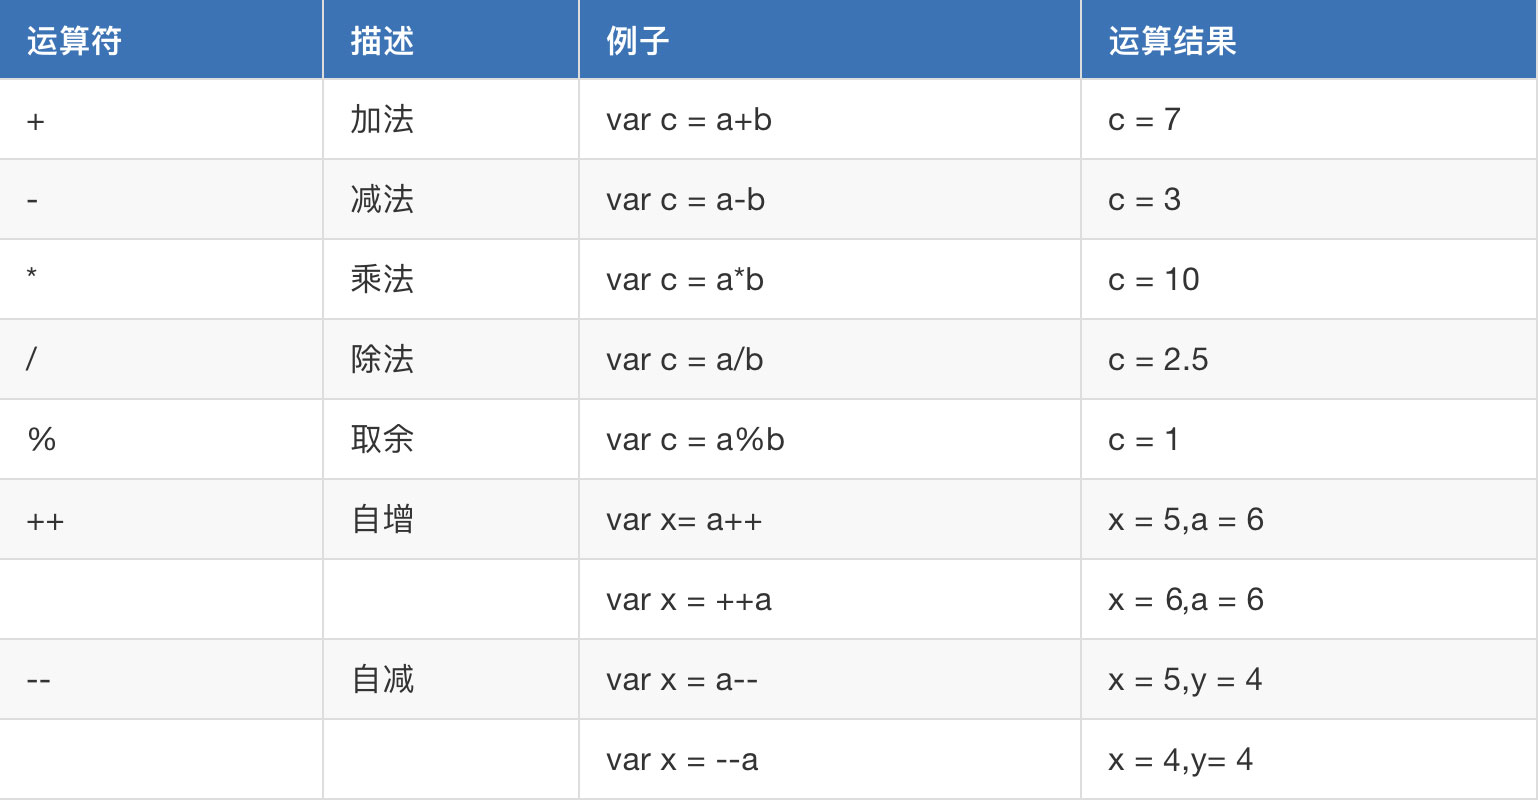 运算符 描述 例子 运算结果
+ 加法 var c = a+b c = 7
- 减法 var c = a-b c = 3
* 乘法 var c = a*b c = 10
/ 除法 var c = a/b c = 2.5
% 取余 var c = a%b c = 1
++ 自增 var x= a++ x = 5,a = 6
var x = ++a x = 6,a = 6
-- 自减 var x = a-- x = 5,y = 4
var x = --a x = 4,y= 4